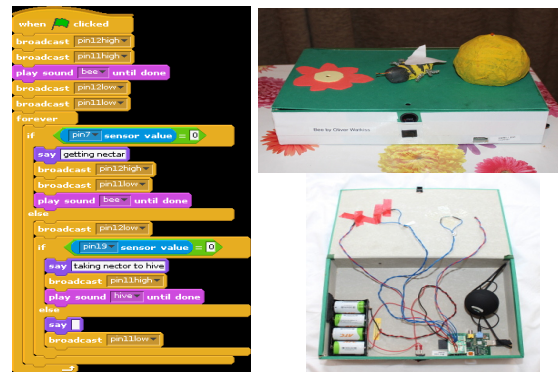 when clicked
broadcast pin12high
broadcast pin11high
play sound bee until done
broadcast pin12low
broadcast pin11low
forever
if pin7 sensor value = 0
say getting nectar
broadcast pin12high
broadcast pin11low
play sound bee until done
else
broadcast pin12low
if pin19 sensor value = 0
say taking nector to hive
broadcast pin11high
play sound hive until done
else
say
broadcast pin11low
Bee by Oliver